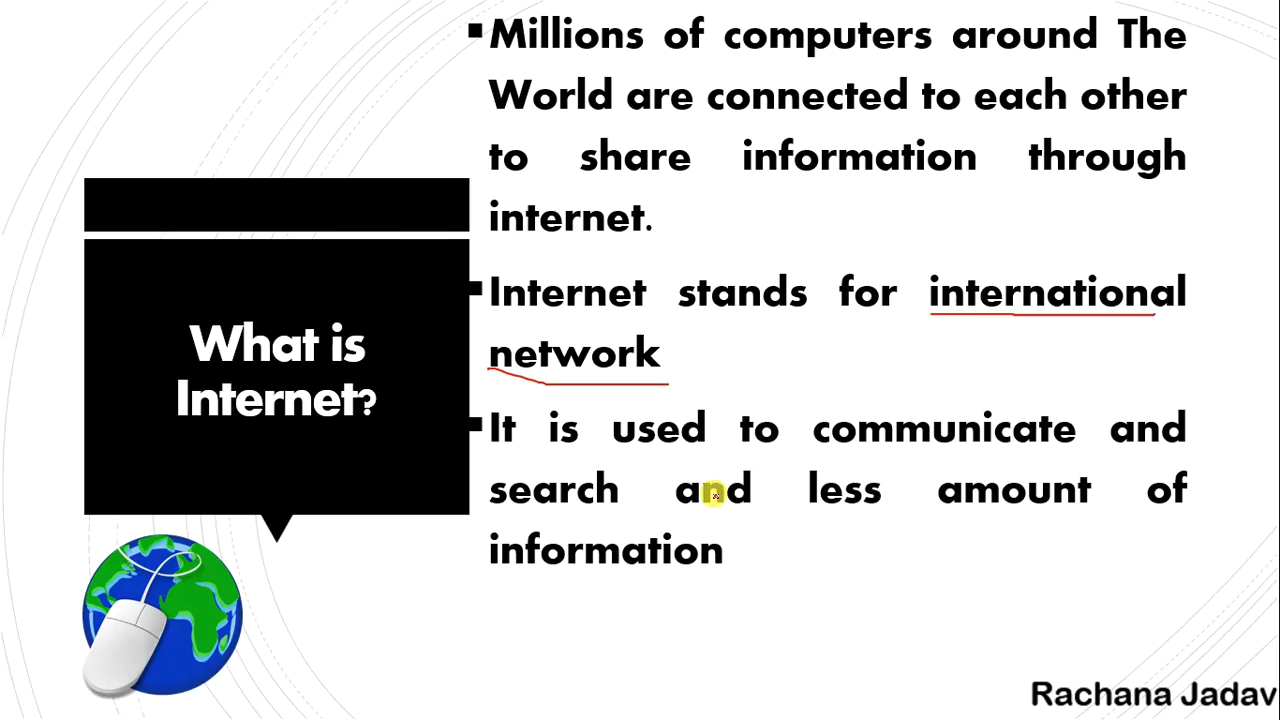 What is
Internet?
▪Millions of computers around The
World are connected to each other
to share information through
internet.
▪Internet stands for international
network
▪It is used to communicate and
search and less amount of
information
Rachana Jadav